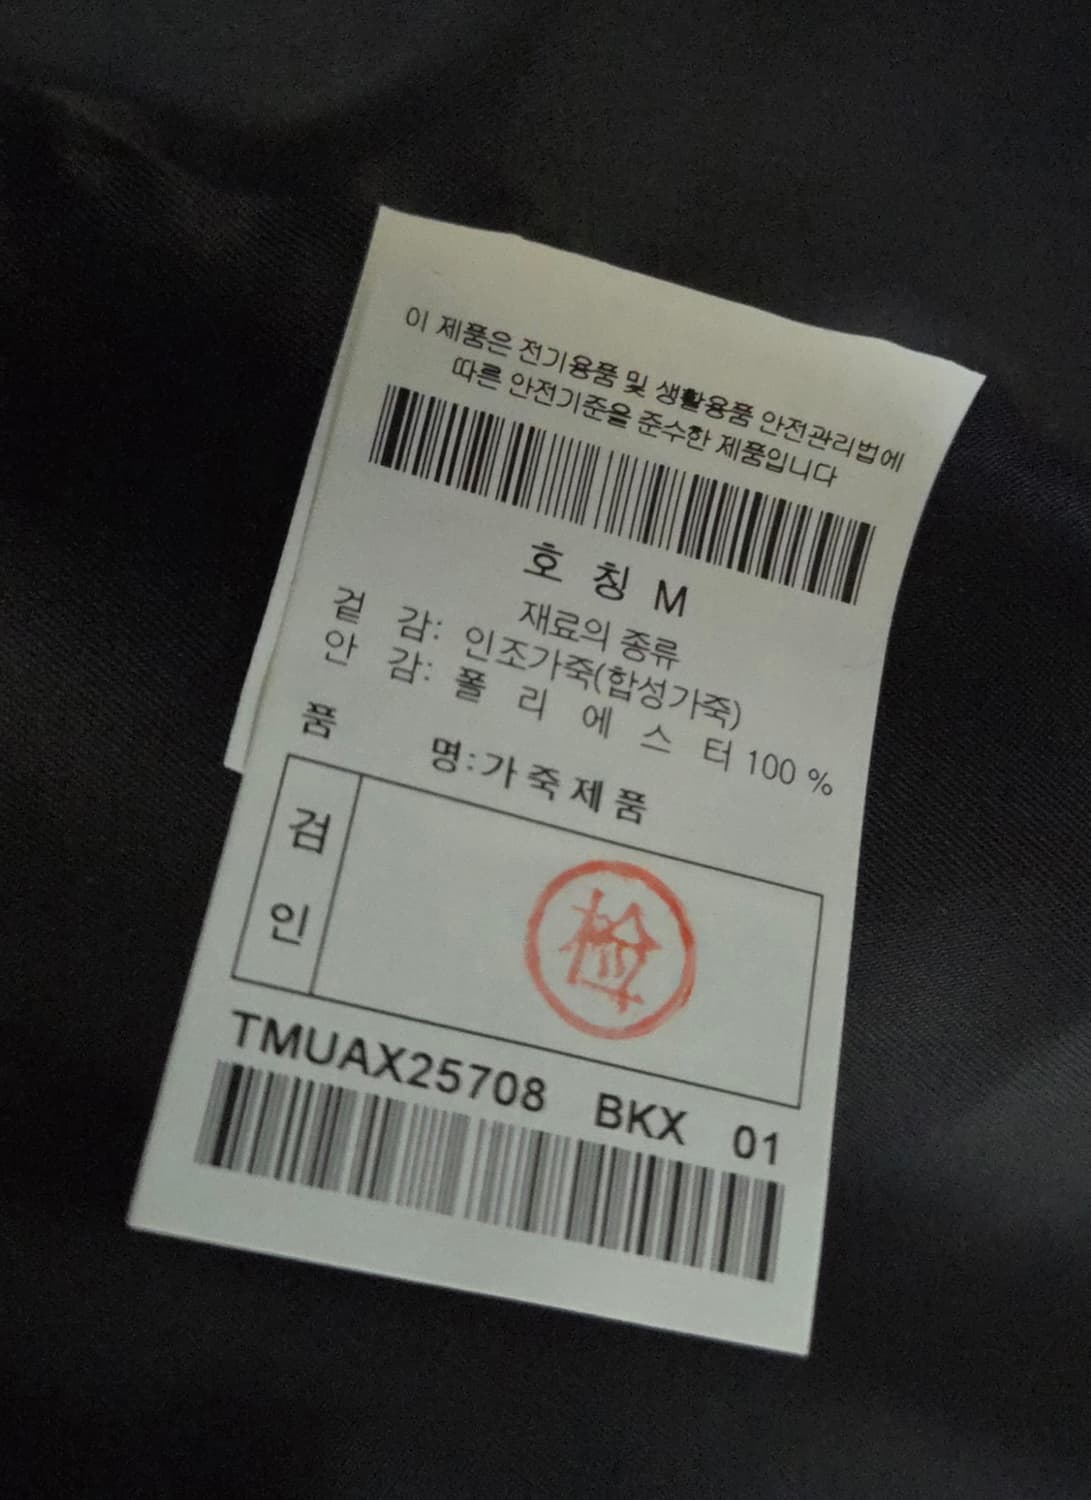 이 제품은 전기용품 및 생활용품 안전관리법에
따른 안전기준을 준수한 제품입니다
호 칭 M
재료의 종류
겉 감: 인조가죽(합성가죽)
안 감: 폴 리 에 스 터 100 %
품 명:가죽제품
검
인
檢
TMUAX25708 BKX 01